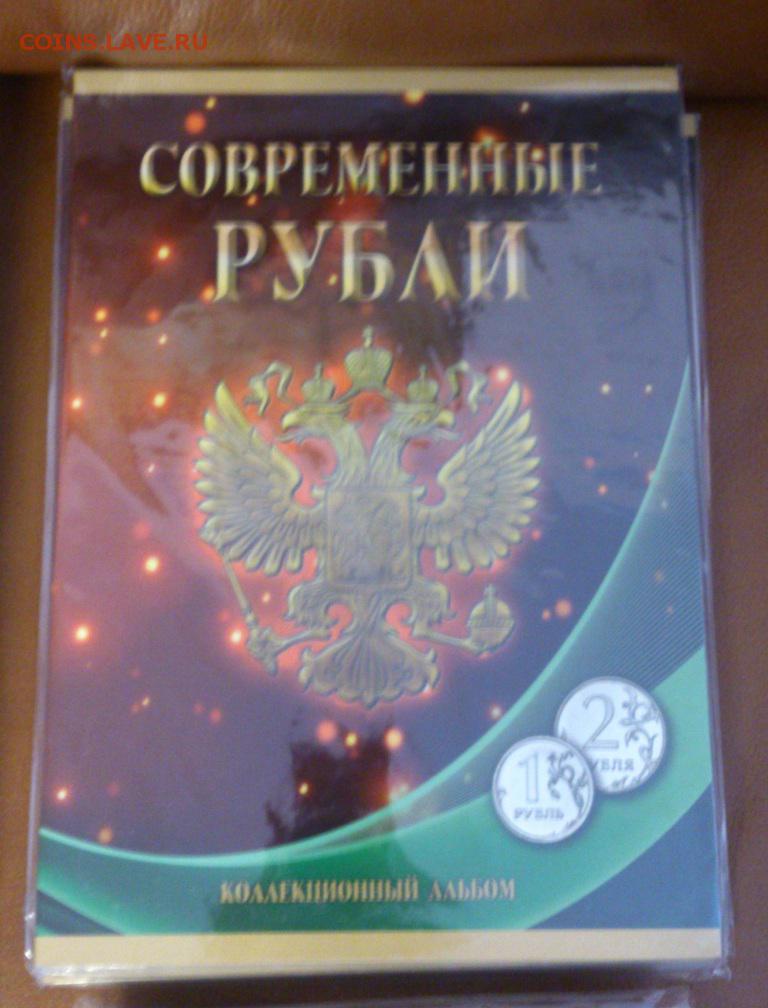 COINS.LAVE.RU
СОВРЕМЕННЫЕ
РУБЛИ
2
РУБЛЯ
1
РУБЛЬ
КОЛЛЕКЦИОННЫЙ АЛЬБОМ